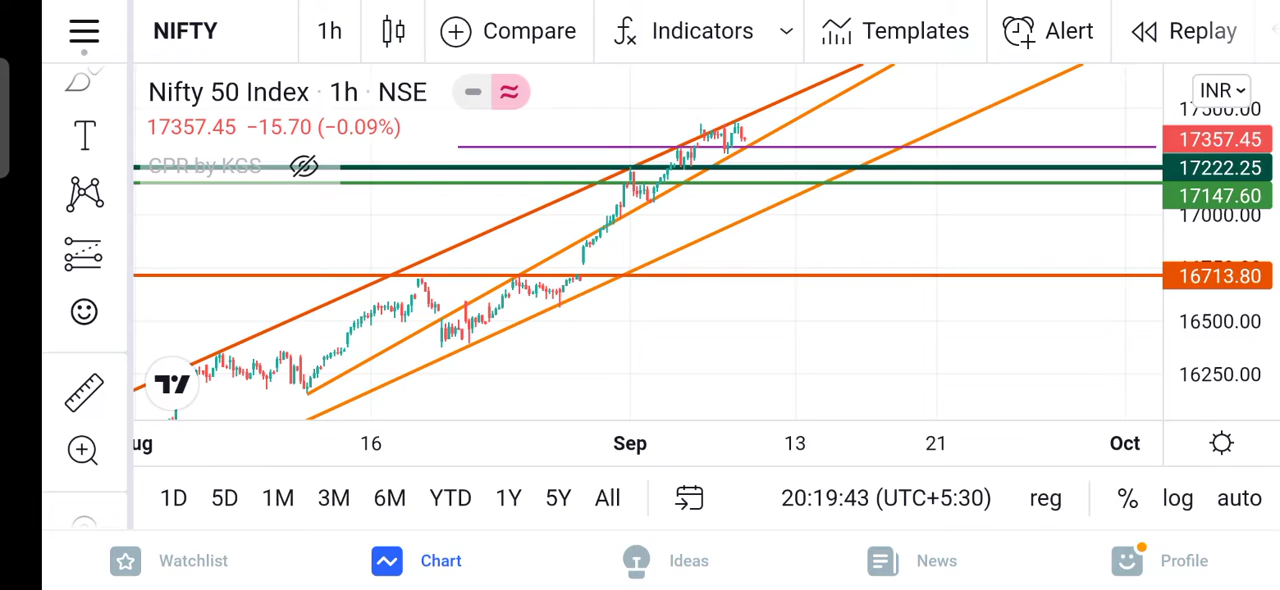 NIFTY
1h
Compare
Indicators
Templates
Alert
Replay
Nifty 50 Index · 1h · NSE
17357.45 −15.70 (−0.09%)
CPR by KGS
INR
17500.00
17357.45
17222.25
17147.60
17000.00
16713.80
16500.00
16250.00
ug
16
Sep
13
21
Oct
1D
5D
1M
3M
6M
YTD
1Y
5Y
All
20:19:43 (UTC+5:30)
reg
%
log
auto
Watchlist
Chart
Ideas
News
Profile